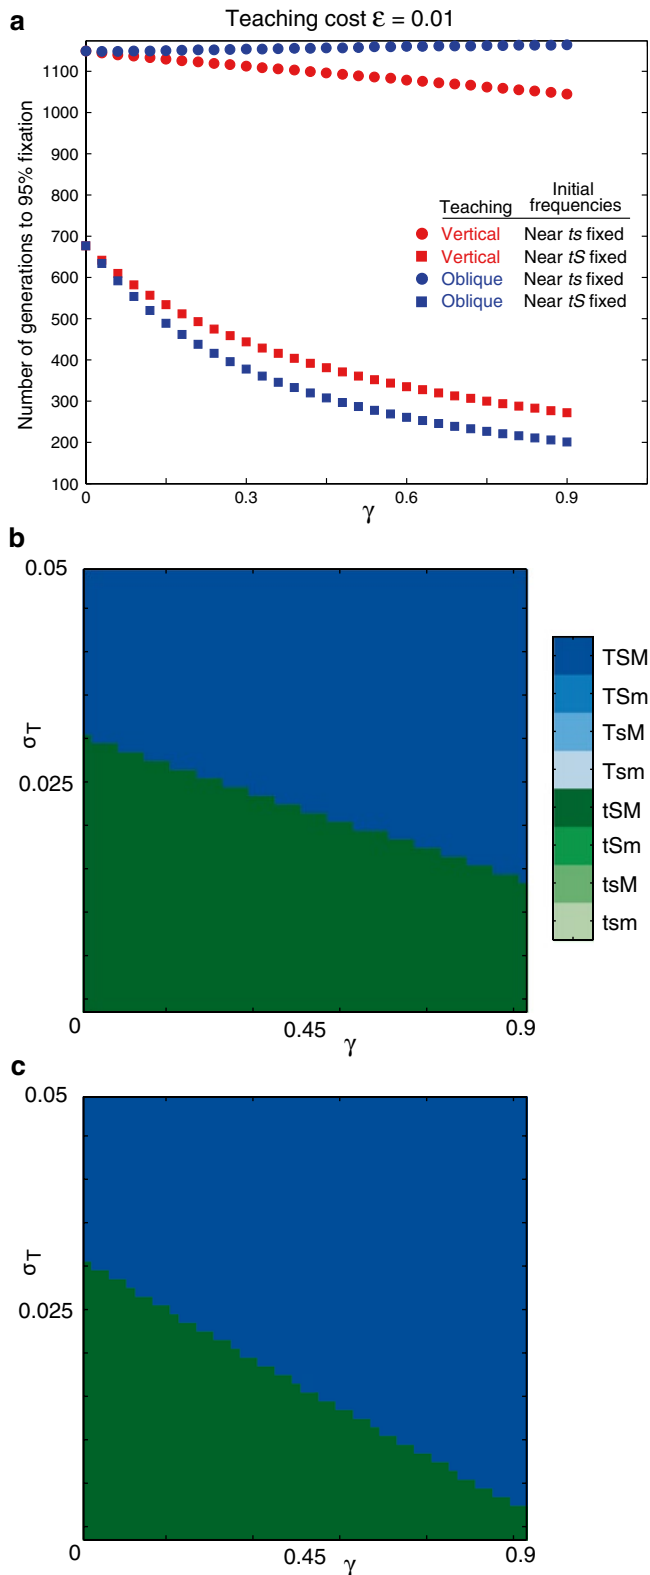 a
Teaching cost ε = 0.01
Number of generations to 95% fixation
1100
1000
900
800
700
600
500
400
300
200
100
0
0.3
0.6
0.9
γ
Teaching
Initial frequencies
Vertical Near ts fixed
Vertical Near tS fixed
Oblique Near ts fixed
Oblique Near tS fixed
b
0.05
σT
0.025
0
0.45
0.9
γ
TSM
TSm
TsM
Tsm
tSM
tSm
tsM
tsm
c
0.05
σT
0.025
0
0.45
0.9
γ